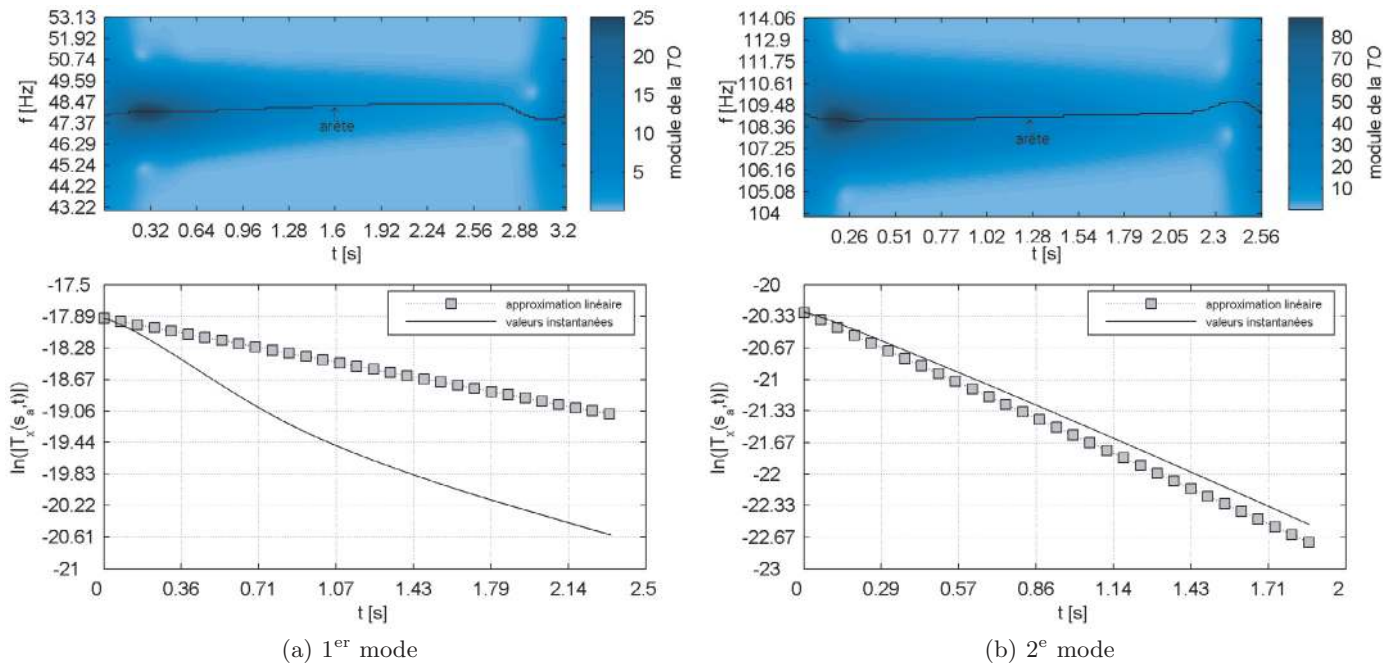 53.13
51.92
50.74
49.59
48.47
47.37
46.29
45.24
44.22
43.22
f [Hz]
arête
0.32 0.64 0.96 1.28 1.6 1.92 2.24 2.56 2.88 3.2
t [s]
25
20
15
10
5
module de la TO
114.06
112.9
111.75
110.61
109.48
108.36
107.25
106.16
105.08
104
f [Hz]
arête
0.26 0.51 0.77 1.02 1.28 1.54 1.79 2.05 2.3 2.56
t [s]
80
70
60
50
40
30
20
10
module de la TO
-17.5
-17.89
-18.28
-18.67
-19.06
-19.44
-19.83
-20.22
-20.61
-21
ln(|Tx(sa,t)|)
approximation linéaire
valeurs instantanées
0 0.36 0.71 1.07 1.43 1.79 2.14 2.5
t [s]
(a) 1er mode
-20
-20.33
-20.67
-21
-21.33
-21.67
-22
-22.33
-22.67
-23
ln(|Tx(sa,t)|)
approximation linéaire
valeurs instantanées
0 0.29 0.57 0.86 1.14 1.43 1.71 2
t [s]
(b) 2e mode